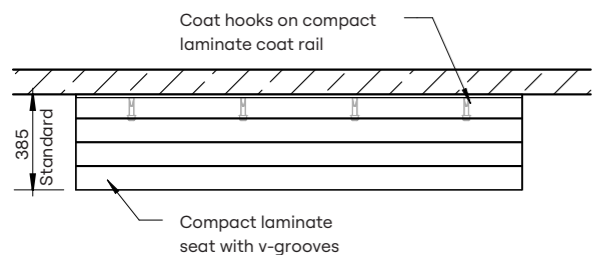 Coat hooks on compact
laminate coat rail
385
Standard
Compact laminate
seat with v-grooves